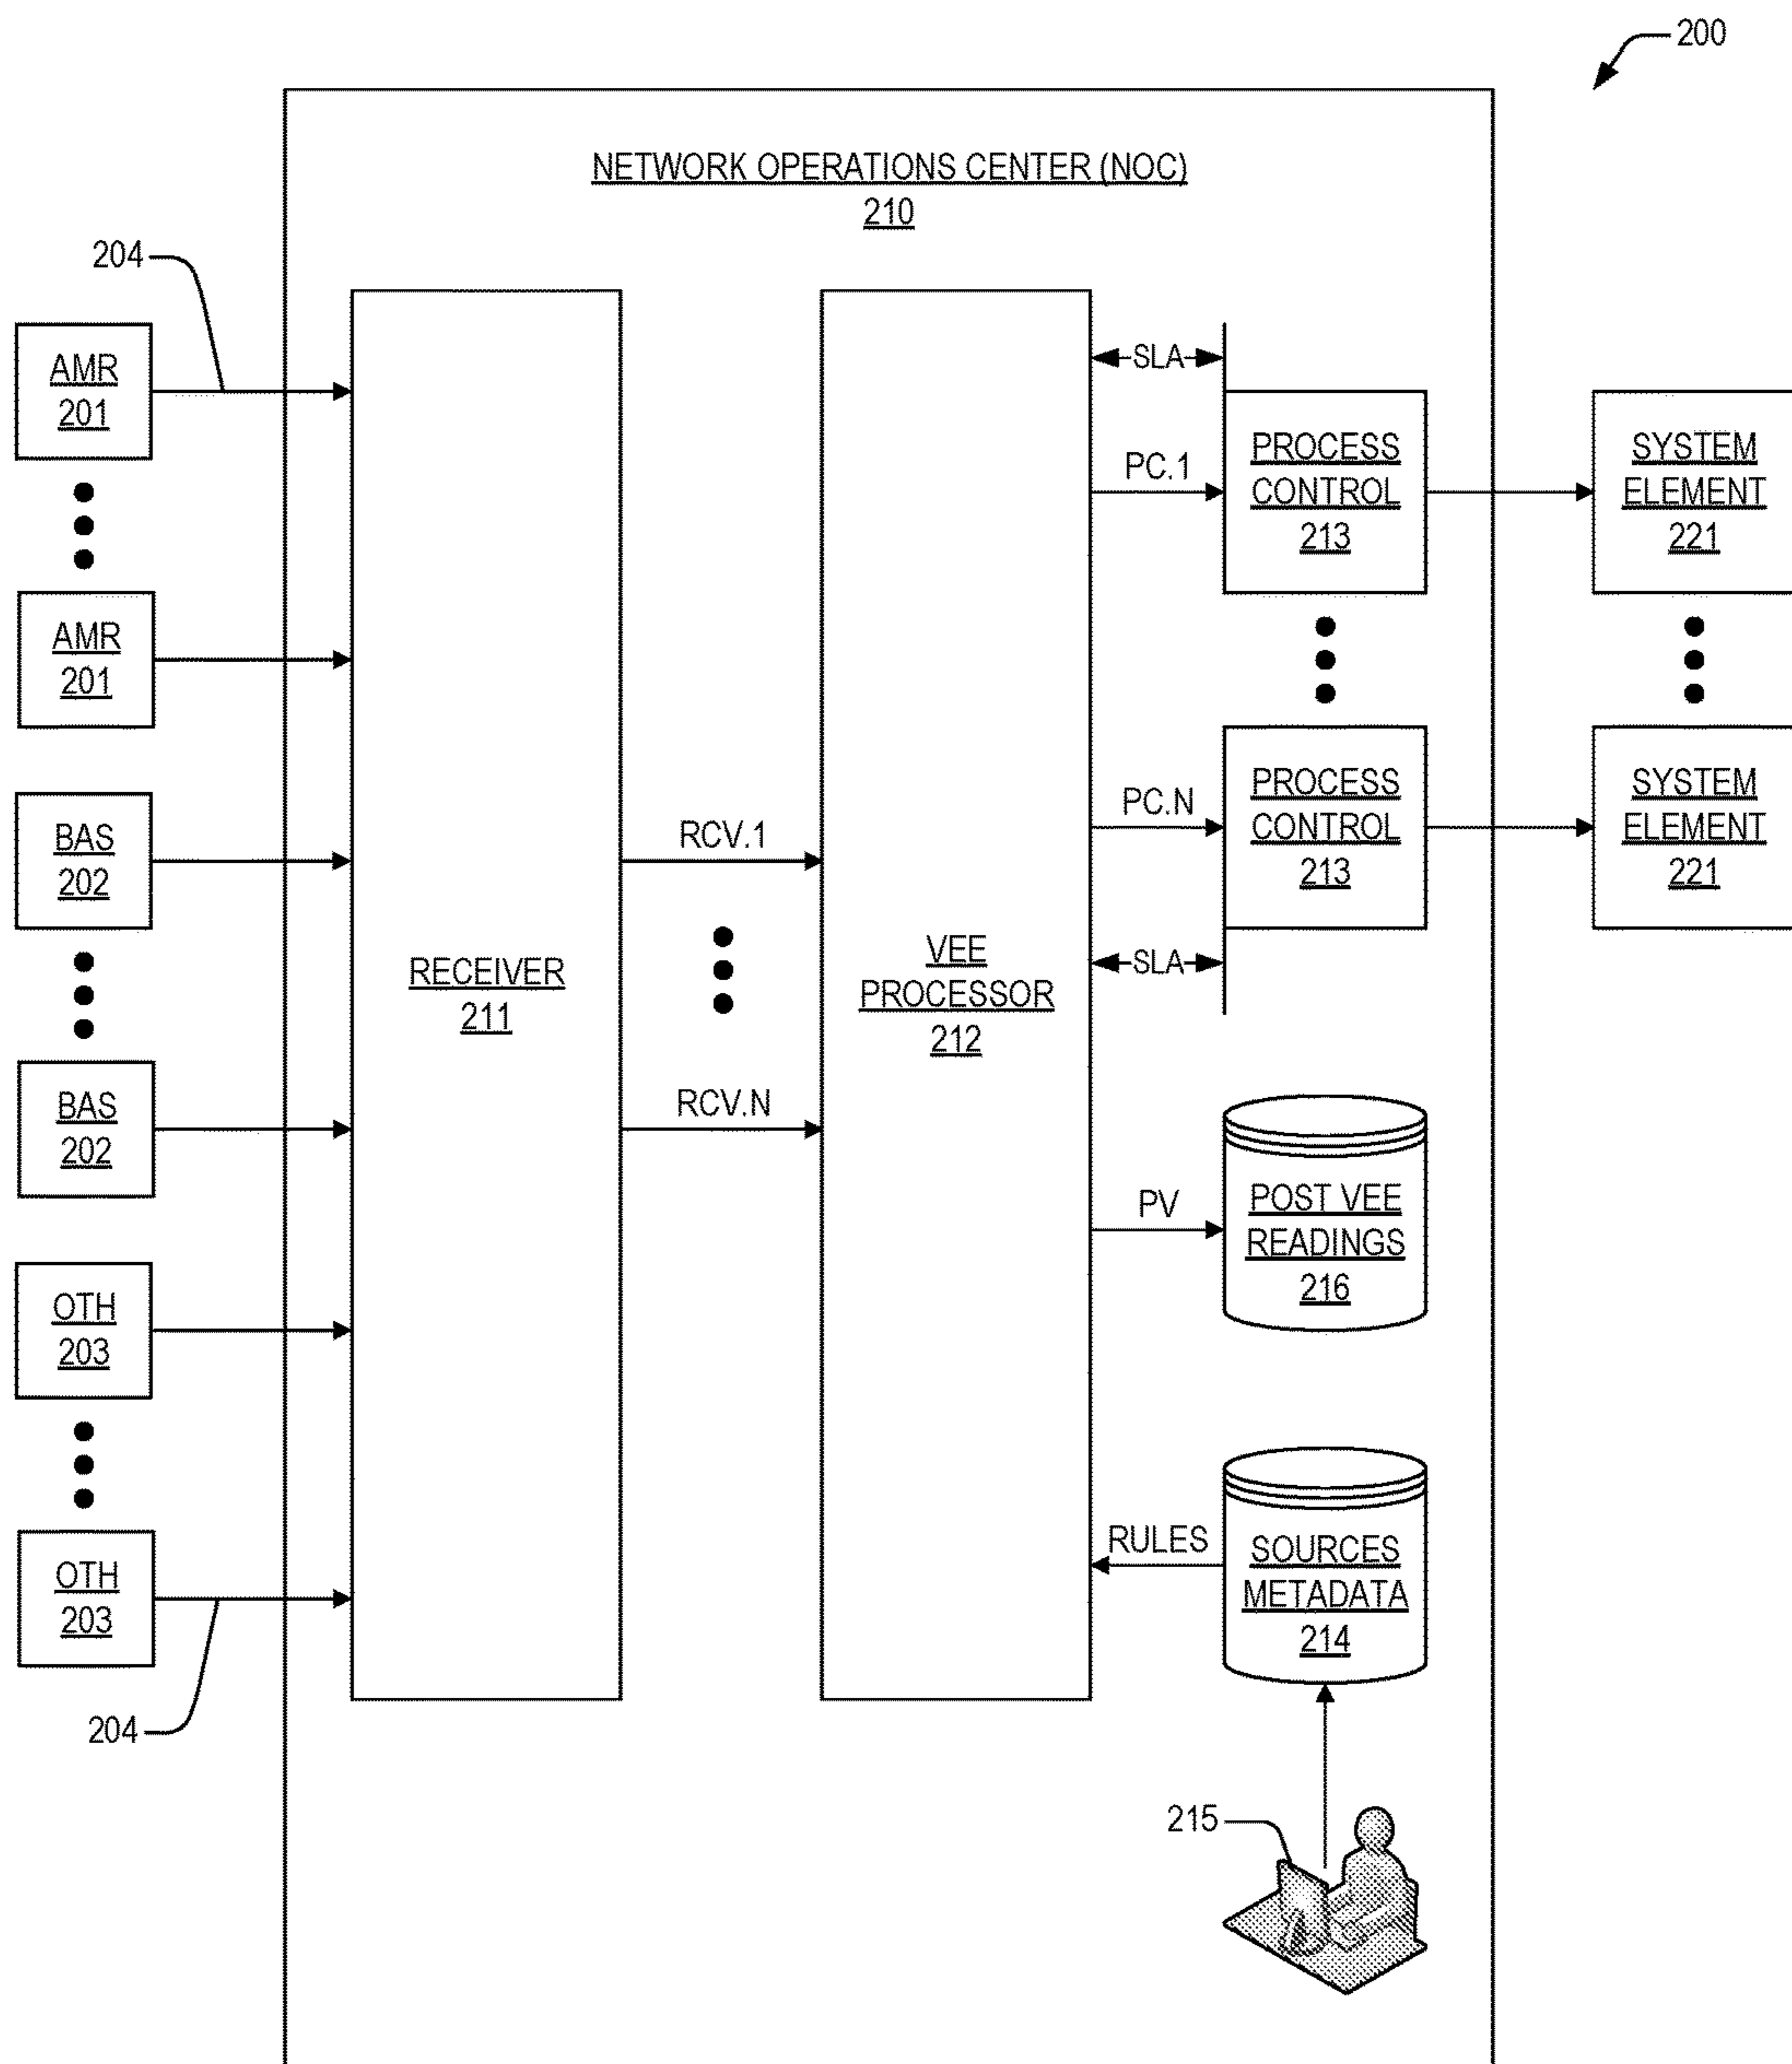 200
NETWORK OPERATIONS CENTER (NOC)
210
204
AMR
201
AMR
201
BAS
202
BAS
202
OTH
203
OTH
203
204
RECEIVER
211
RCV.1
RCV.N
VEE
PROCESSOR
212
SLA
PC.1
PC.N
SLA
PV
RULES
PROCESS
CONTROL
213
PROCESS
CONTROL
213
SYSTEM
ELEMENT
221
SYSTEM
ELEMENT
221
POST VEE
READINGS
216
SOURCES
METADATA
214
215